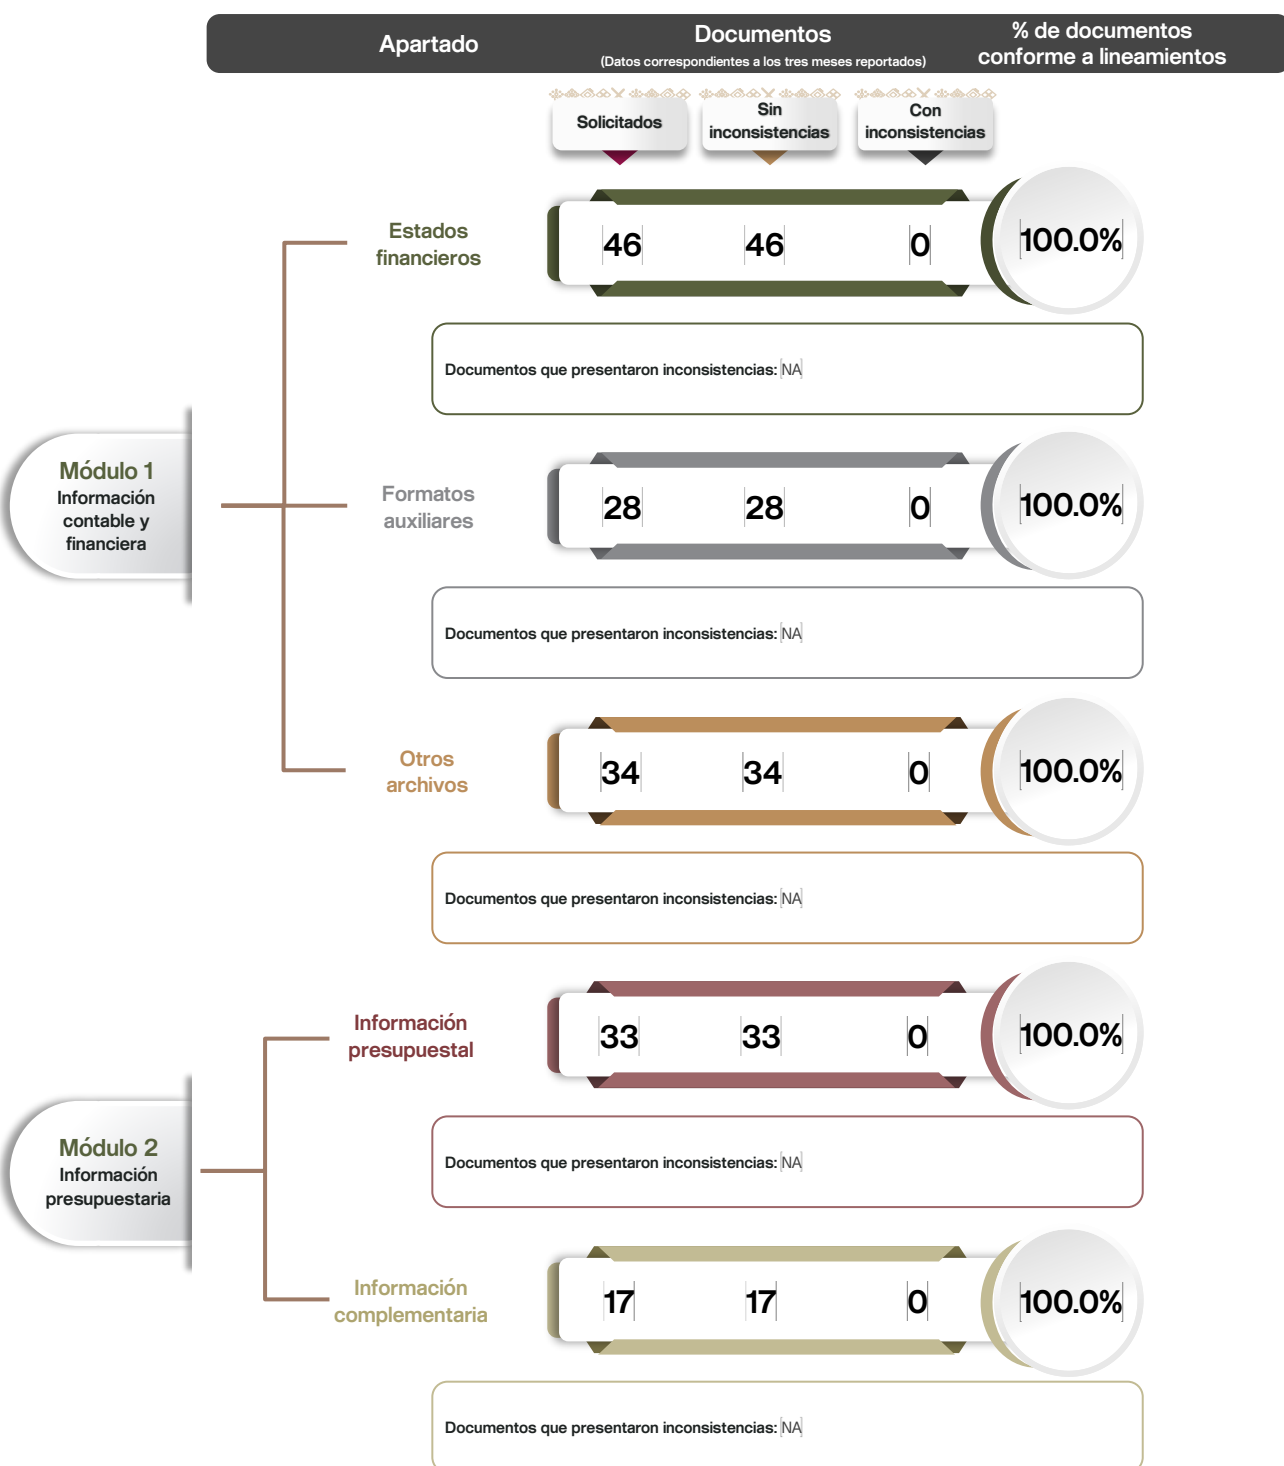 Apartado
Documentos
(Datos correspondientes a los tres meses reportados)
% de documentos
conforme a lineamientos
Solicitados
Sin
inconsistencias
Con
inconsistencias
Módulo 1
Información
contable y
financiera
Estados
financieros
46 46 0 100.0%
Documentos que presentaron inconsistencias: NA
Formatos
auxiliares
28 28 0 100.0%
Documentos que presentaron inconsistencias: NA
Otros
archivos
34 34 0 100.0%
Documentos que presentaron inconsistencias: NA
Módulo 2
Información
presupuestaria
Información
presupuestal
33 33 0 100.0%
Documentos que presentaron inconsistencias: NA
Información
complementaria
17 17 0 100.0%
Documentos que presentaron inconsistencias: NA